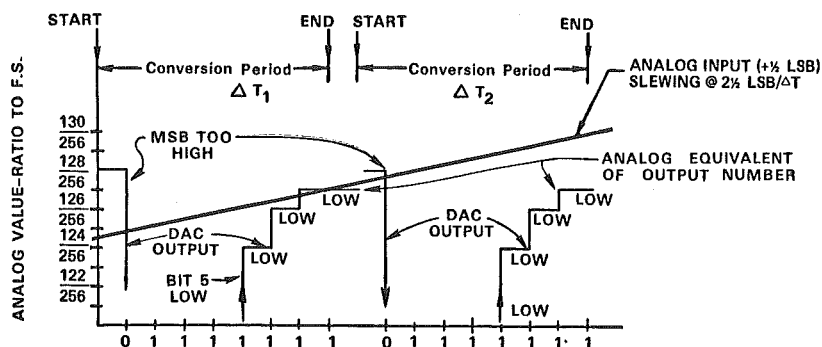 START
END
START
END
Conversion Period
Δ T1
Conversion Period
Δ T2
ANALOG INPUT (+½ LSB)
SLEWING @ 2½ LSB/ΔT
ANALOG VALUE–RATIO TO F.S.
130
256
128
256
126
256
124
256
122
256
MSB TOO
HIGH
ANALOG EQUIVALENT
OF OUTPUT NUMBER
LOW
LOW
LOW
LOW
DAC
OUTPUT
LOW
DAC
OUTPUT
LOW
BIT 5
LOW
LOW
0 1 1 1 1 1 1 1 0 1 1 1 1 1 1 1